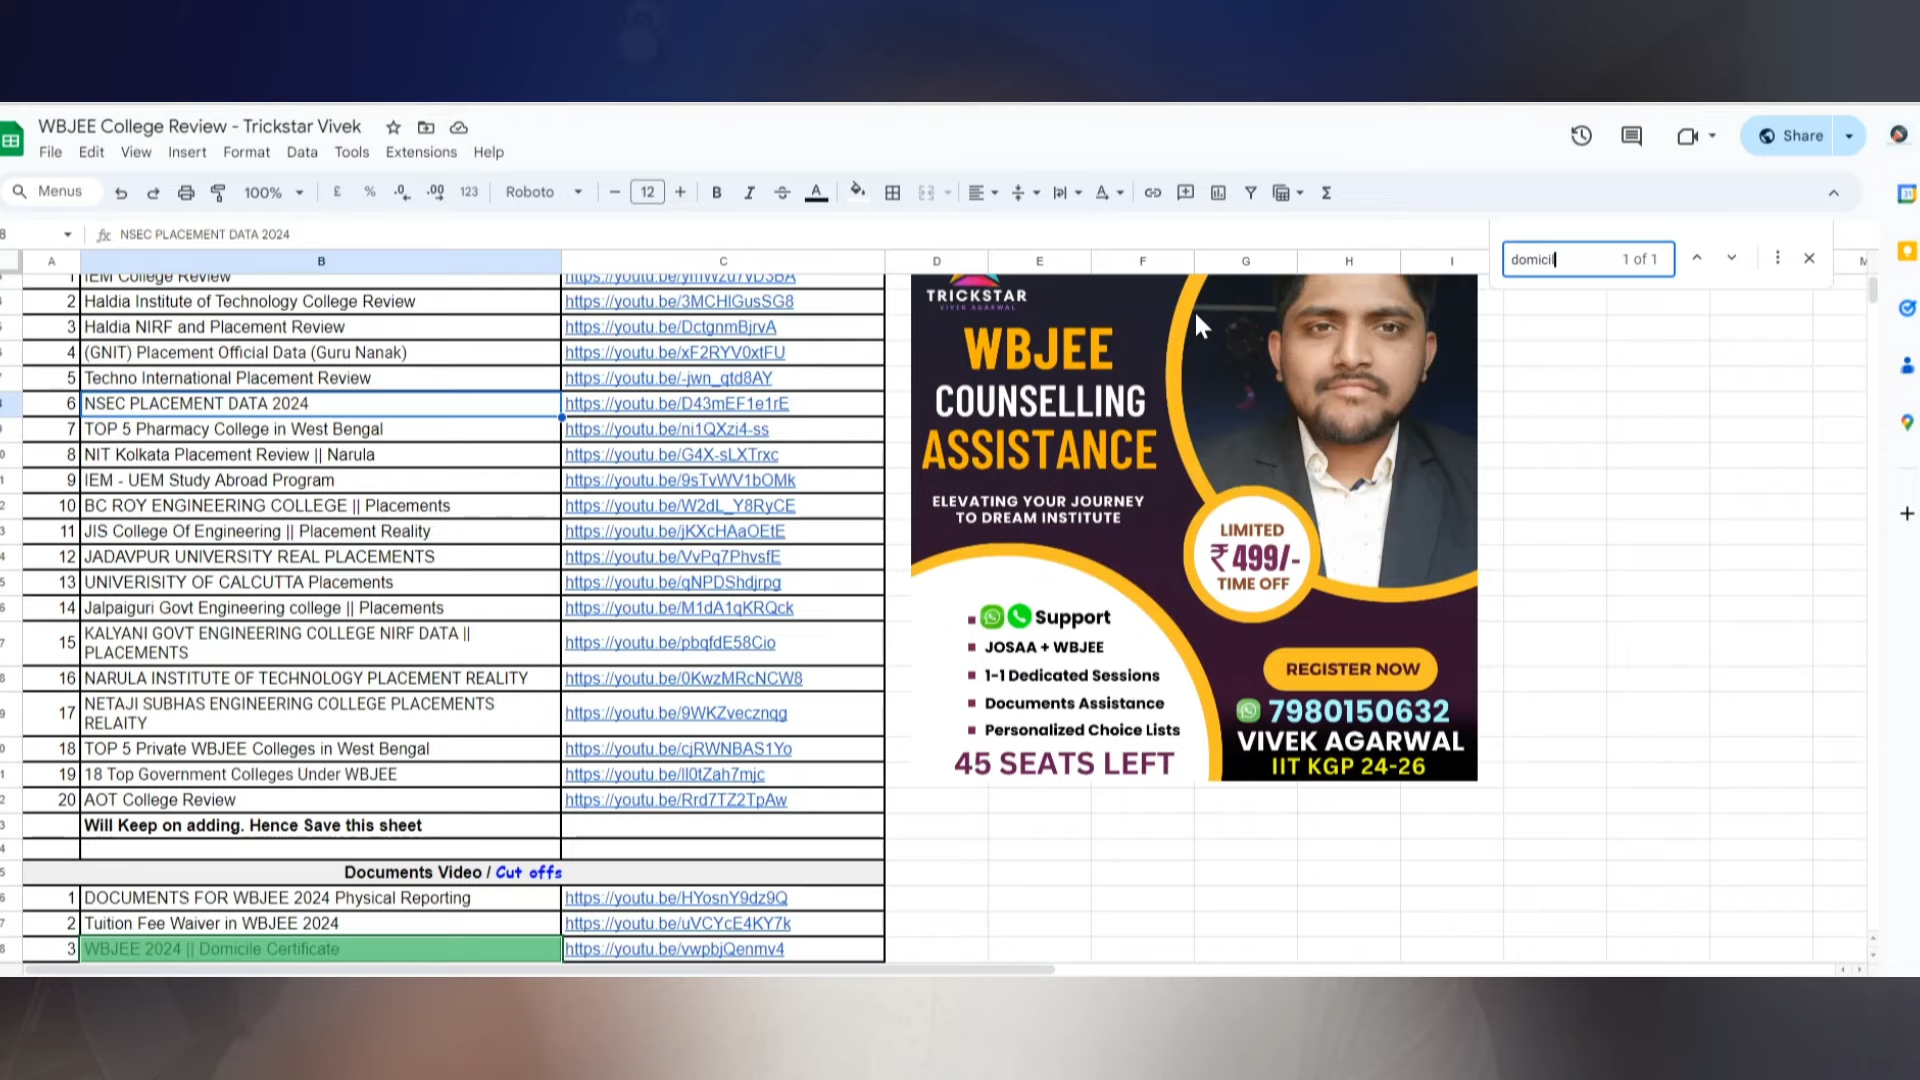 WBJEE College Review - Trickstar Vivek
File Edit View Insert Format Data Tools Extensions Help
Share
Menus 100% £ % .0 .00 123 Roboto 12 B I S A Σ
fx NSEC PLACEMENT DATA 2024
domicil 1 of 1
A B C D E F G H I
1 IEM College Review
2 Haldia Institute of Technology College Review https://youtu.be/3MCHlGusSG8
3 Haldia NIRF and Placement Review https://youtu.be/DctgnmBjrvA
4 (GNIT) Placement Official Data (Guru Nanak) https://youtu.be/xF2RYV0xtFU
5 Techno International Placement Review https://youtu.be/-jwn_qtd8AY
6 NSEC PLACEMENT DATA 2024 https://youtu.be/D43mEF1e1rE
7 TOP 5 Pharmacy College in West Bengal https://youtu.be/ni1QXzi4-ss
8 NIT Kolkata Placement Review || Narula https://youtu.be/G4X-sLXTrxc
9 IEM - UEM Study Abroad Program https://youtu.be/9sTvWV1bOMk
10 BC ROY ENGINEERING COLLEGE || Placements https://youtu.be/W2dL_Y8RyCE
11 JIS College Of Engineering || Placement Reality https://youtu.be/jKXcHAaOEtE
12 JADAVPUR UNIVERSITY REAL PLACEMENTS https://youtu.be/VvPq7PhvsfE
13 UNIVERISITY OF CALCUTTA Placements https://youtu.be/qNPDShdjrpg
14 Jalpaiguri Govt Engineering college || Placements https://youtu.be/M1dA1qKRQck
15 KALYANI GOVT ENGINEERING COLLEGE NIRF DATA ||
PLACEMENTS https://youtu.be/pbqfdE58Cio
16 NARULA INSTITUTE OF TECHNOLOGY PLACEMENT REALITY https://youtu.be/0KwzMRcNCW8
17 NETAJI SUBHAS ENGINEERING COLLEGE PLACEMENTS
RELAITY https://youtu.be/9WKZvecznqg
18 TOP 5 Private WBJEE Colleges in West Bengal https://youtu.be/cjRWNBAS1Yo
19 18 Top Government Colleges Under WBJEE https://youtu.be/lI0tZah7mjc
20 AOT College Review https://youtu.be/Rrd7TZ2TpAw
Will Keep on adding. Hence Save this sheet
Documents Video / Cut offs
1 DOCUMENTS FOR WBJEE 2024 Physical Reporting https://youtu.be/HYosnY9dz9Q
2 Tuition Fee Waiver in WBJEE 2024 https://youtu.be/uVCYcE4KY7k
3 WBJEE 2024 || Domicile Certificate https://youtu.be/vwpbjQenmv4
TRICKSTAR
VIVEK AGARWAL
WBJEE
COUNSELLING
ASSISTANCE
ELEVATING YOUR JOURNEY
TO DREAM INSTITUTE
LIMITED
₹499/-
TIME OFF
Support
JOSAA + WBJEE
1-1 Dedicated Sessions
Documents Assistance
Personalized Choice Lists
45 SEATS LEFT
REGISTER NOW
7980150632
VIVEK AGARWAL
IIT KGP 24-26